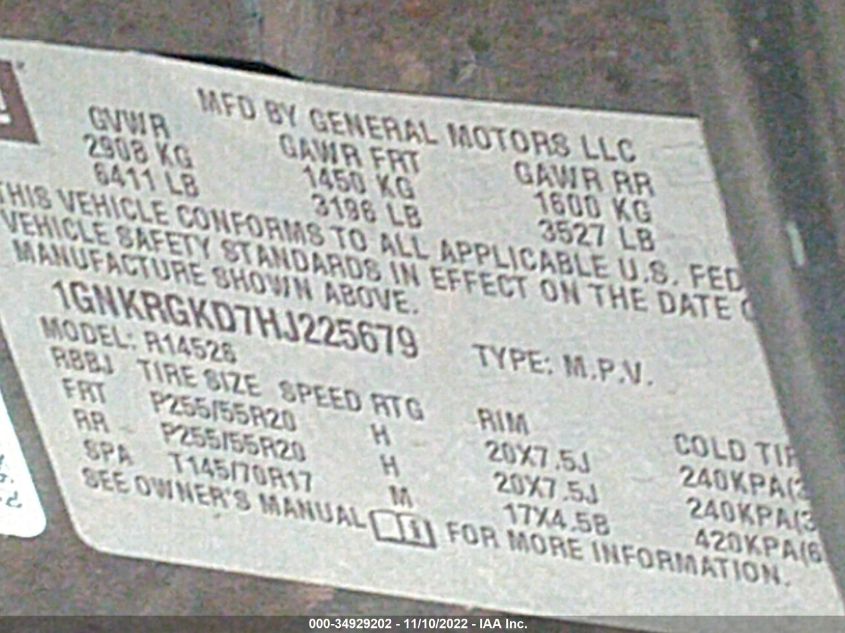 MFD BY GENERAL MOTORS LLC
GVWR GAWR FRT GAWR RR
2908 KG 1450 KG 1600 KG
6411 LB 3196 LB 3527 LB
THIS VEHICLE CONFORMS TO ALL APPLICABLE U.S. FED
VEHICLE SAFETY STANDARDS IN EFFECT ON THE DATE O
MANUFACTURE SHOWN ABOVE.
1GNKRGKD7HJ225679 TYPE: M.P.V.
MODEL: R14526
RBBJ TIRE SIZE SPEED RTG RIM COLD TIR
FRT P255/55R20 H 20X7.5J 240KPA(3
RR P255/55R20 H 20X7.5J 240KPA(3
SPA T145/70R17 M 17X4.5B 420KPA(6
SEE OWNER'S MANUAL FOR MORE INFORMATION.
000-34929202 - 11/10/2022 - IAA Inc.